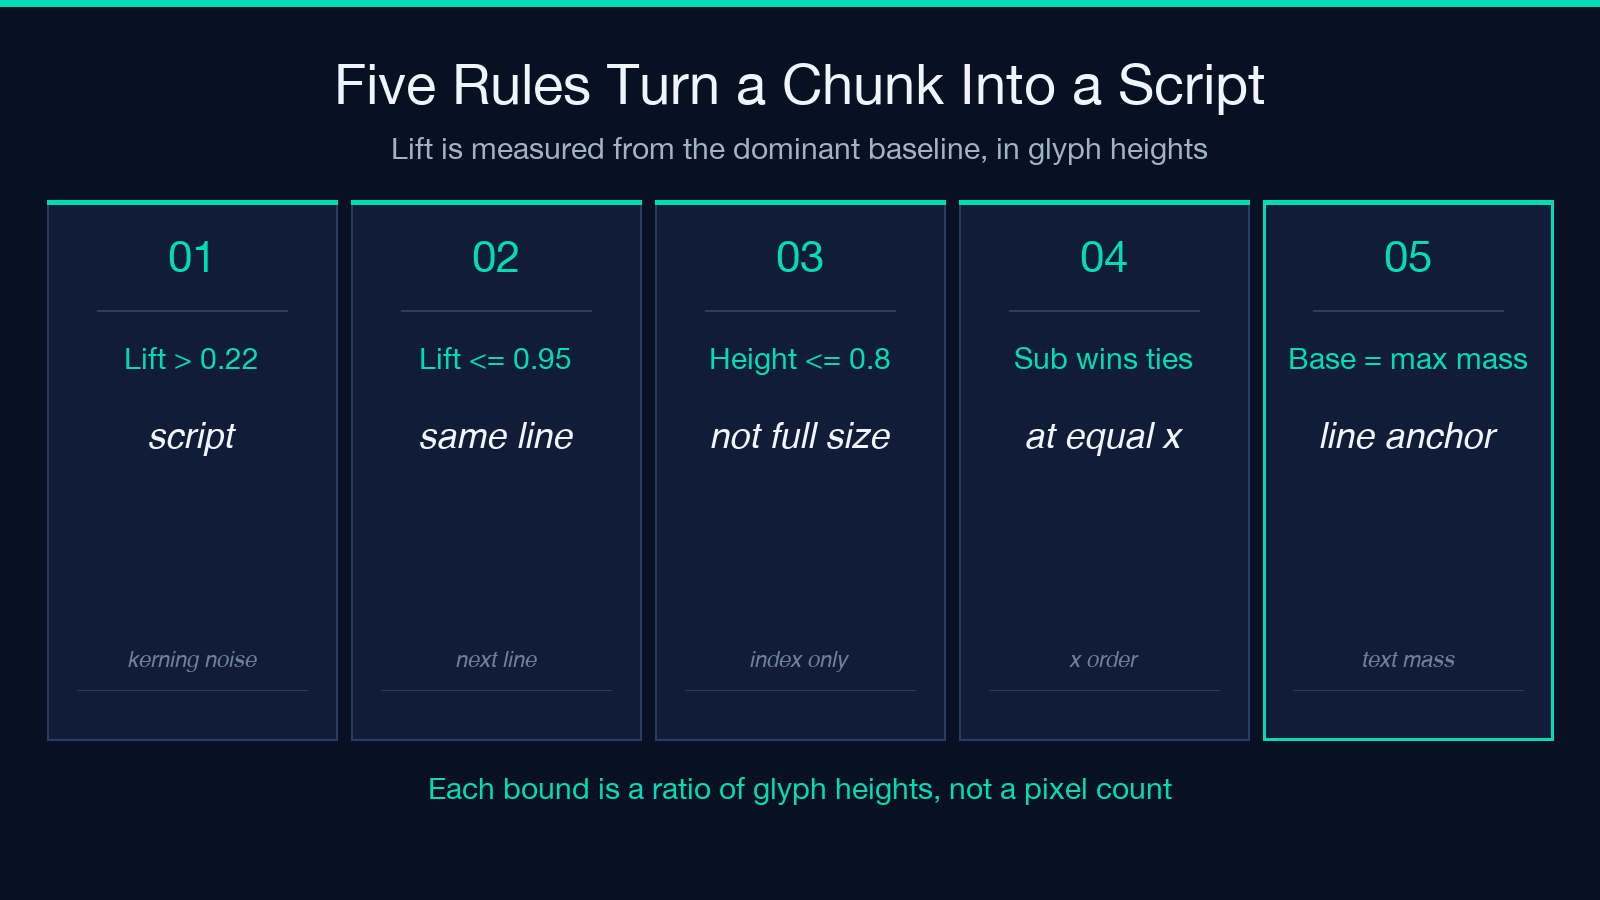 Five Rules Turn a Chunk Into a Script
Lift is measured from the dominant baseline, in glyph heights
01
Lift > 0.22
script
kerning noise
02
Lift <= 0.95
same line
next line
03
Height <= 0.8
not full size
index only
04
Sub wins ties
at equal x
x order
05
Base = max mass
line anchor
text mass
Each bound is a ratio of glyph heights, not a pixel count